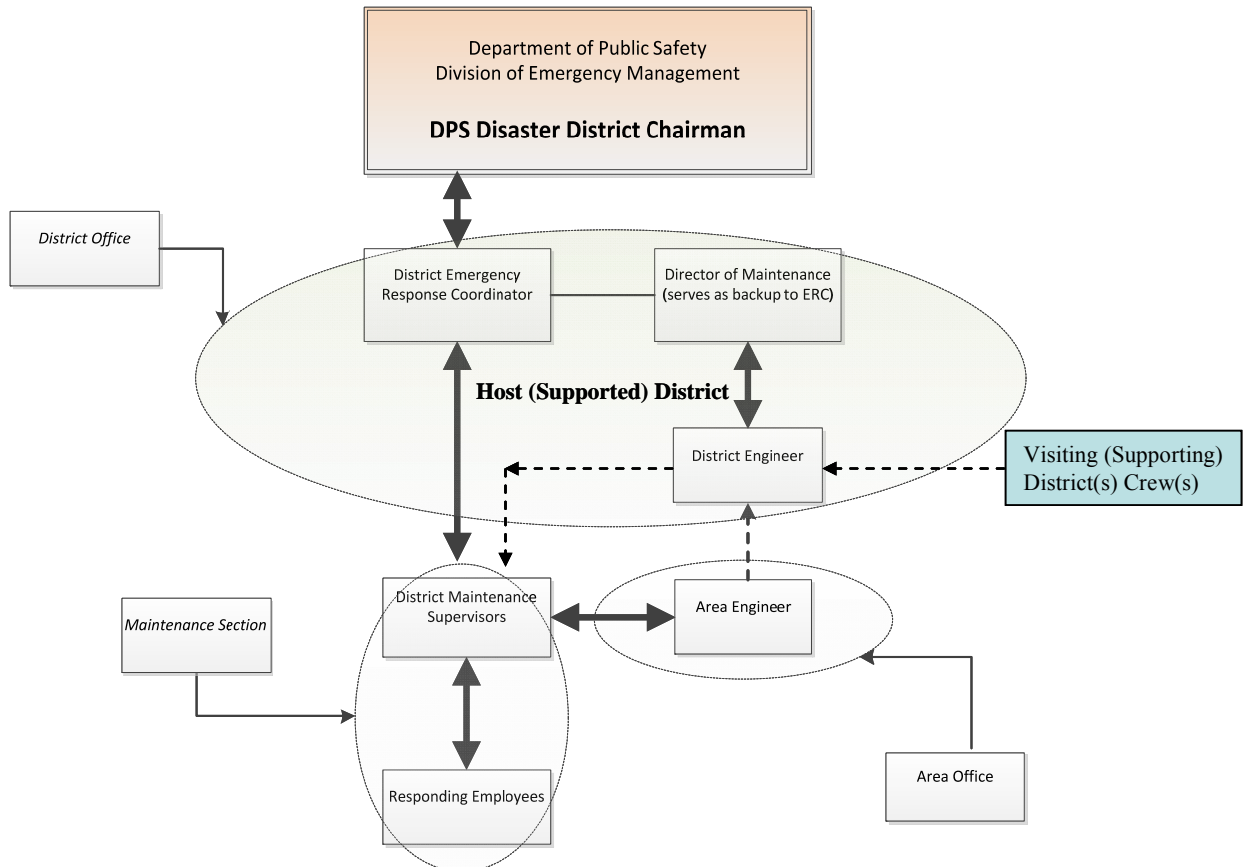 Department of Public Safety
Division of Emergency Management
DPS Disaster District Chairman
District Office
District Emergency
Response Coordinator
Director of Maintenance
(serves as backup to ERC)
Host (Supported) District
District Engineer
Visiting (Supporting)
District(s) Crew(s)
District Maintenance
Supervisors
Area Engineer
Maintenance Section
Area Office
Responding Employees